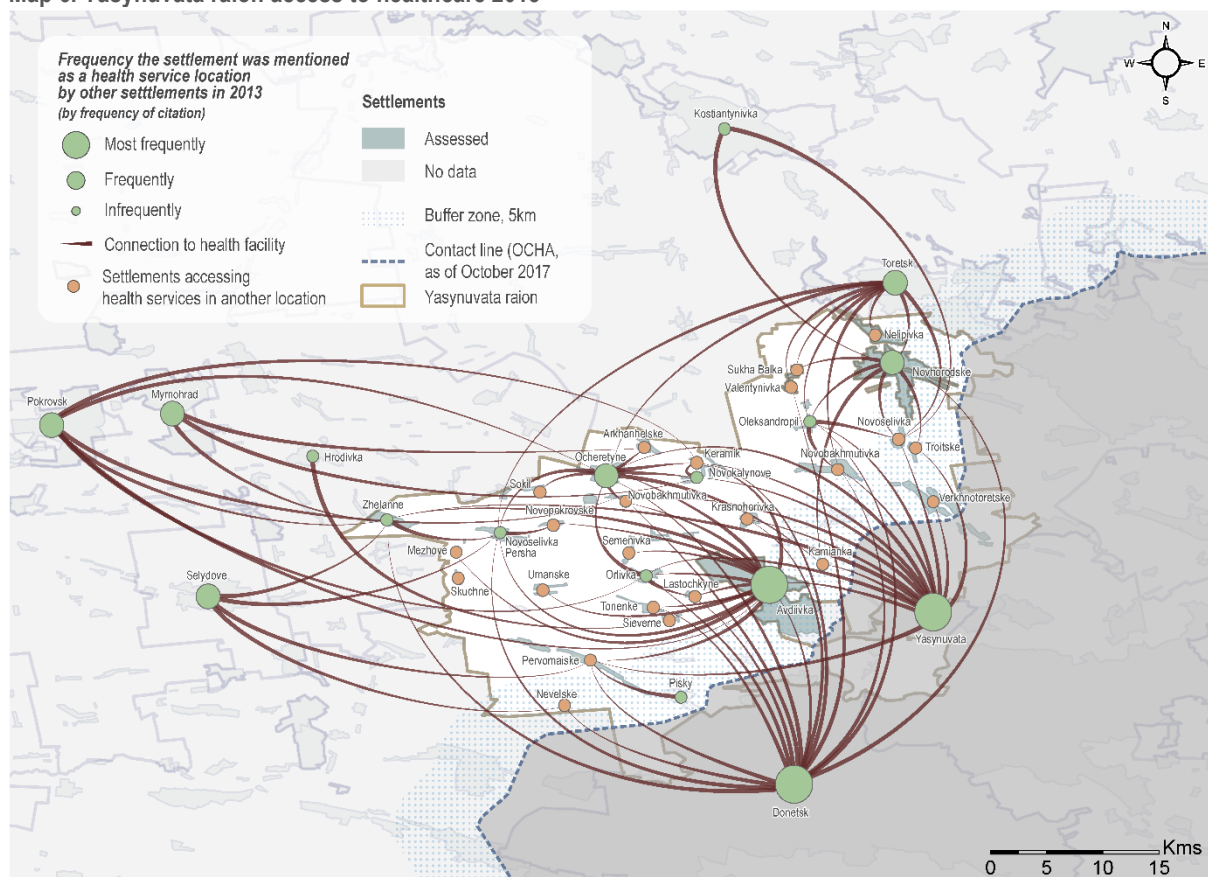 Frequency the settlement was mentioned
as a health service location
by other setttlements in 2013
(by frequency of citation)
Most frequently
Frequently
Infrequently
Connection to health facility
Settlements accessing
health services in another location
Settlements
Assessed
No data
Buffer zone, 5km
Contact line (OCHA,
as of October 2017
Yasynuvata raion
N
W E
S
Kostiantynivka
Toretsk
Nelipivka
Novhorodske
Sukha Balka
Valentynivka
Pokrovsk
Myrnohrad
Oleksandropil
Novoselivka
Troitske
Arkhanhelske
Hrodivka
Ocheretyne
Keramik
Novobakhmutivka
Novokalynove
Sokil
Novobakhmutivka
Verkhnotoretske
Zhelanne
Novopokrovske
Krasnohorivka
Novoselivka
Persha
Semenivka
Mezhove
Kamianka
Orlivka
Lastochkyne
Selydove
Skuchne
Umanske
Tonenke
Avdiivka
Sieverne
Yasynuvata
Pervomaiske
Pisky
Nevelske
Donetsk
Kms
0 5 10 15